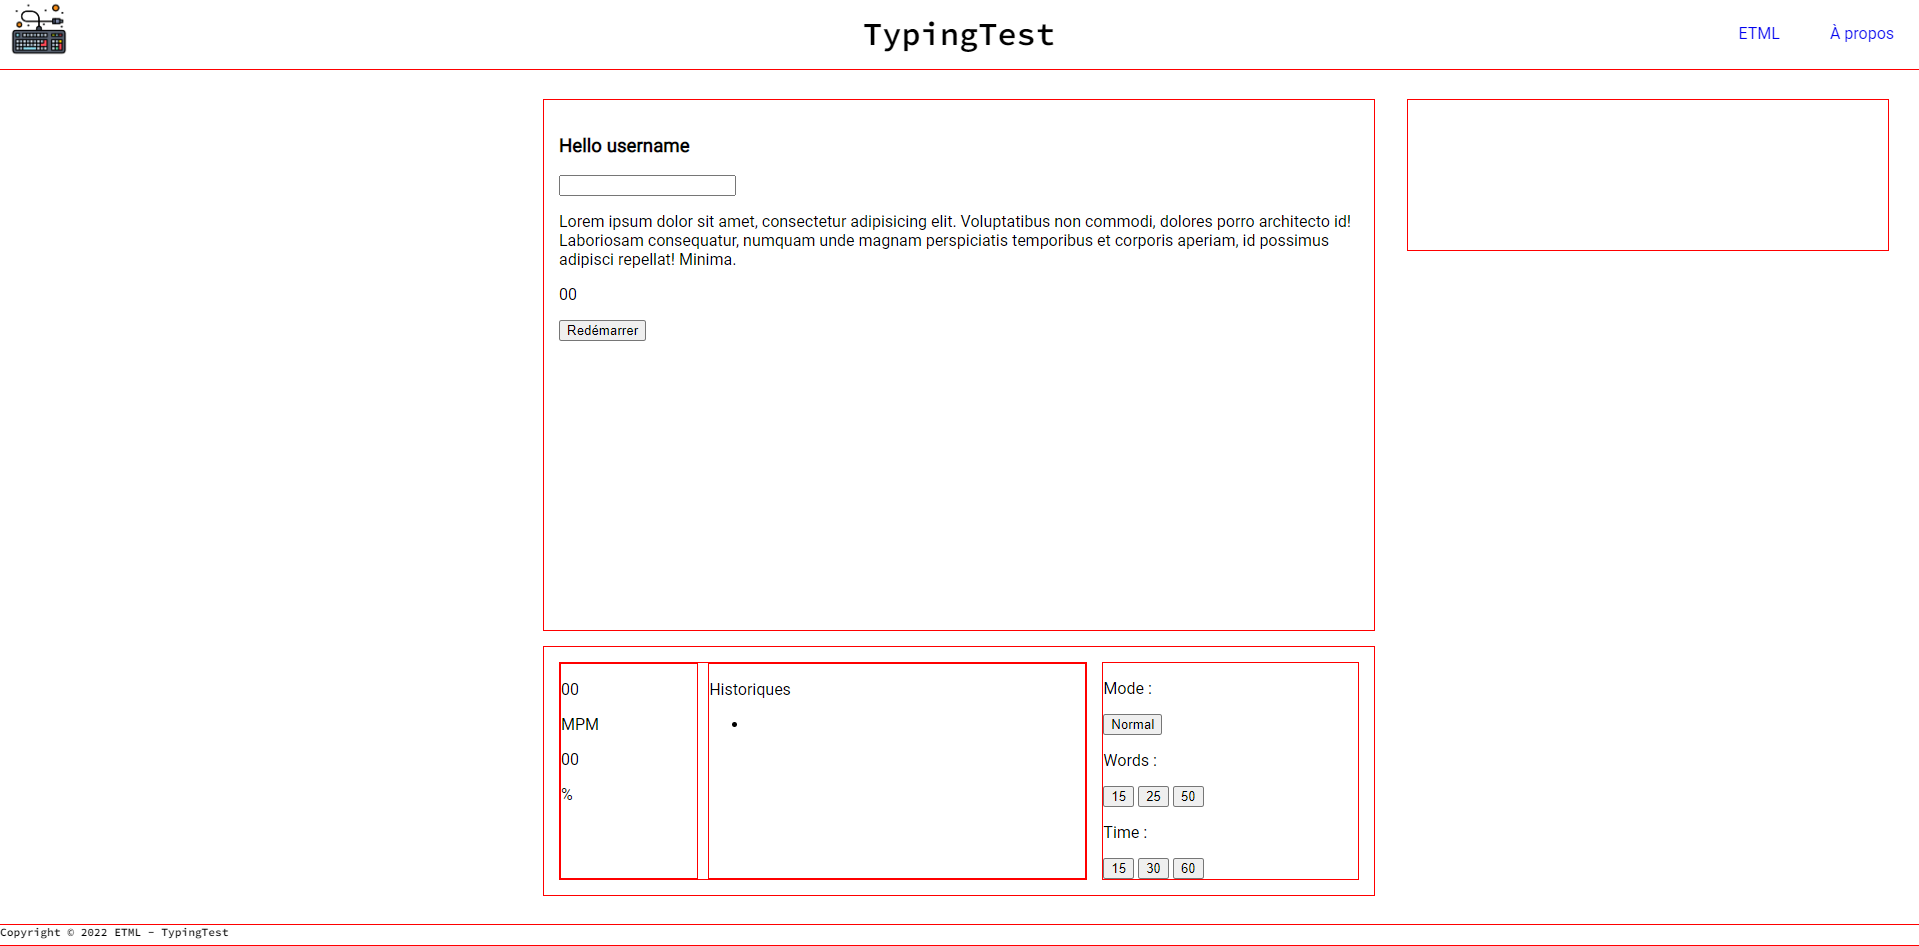 TypingTest
ETML
À propos
Hello username
Lorem ipsum dolor sit amet, consectetur adipisicing elit. Voluptatibus non commodi, dolores porro architecto id!
Laboriosam consequatur, numquam unde magnam perspiciatis temporibus et corporis aperiam, id possimus
adipisci repellat! Minima.
00
Redémarrer
00
MPM
00
%
Historiques
Mode :
Normal
Words :
15 25 50
Time :
15 30 60
Copyright © 2022 ETML - TypingTest